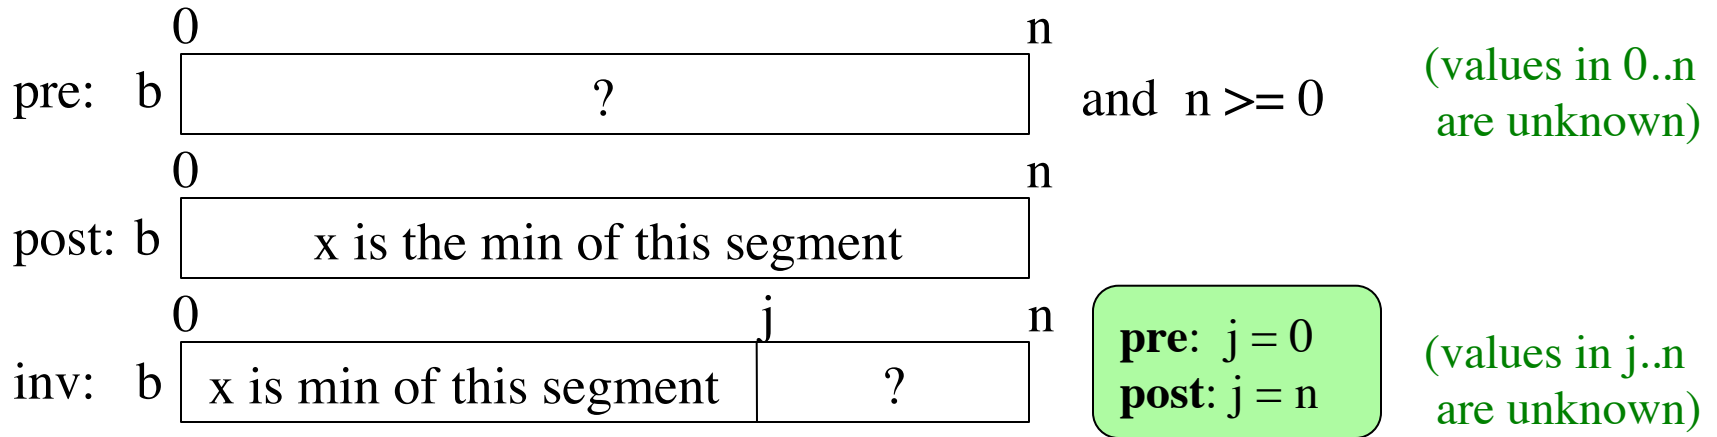 0 n
pre: b ? and n >= 0 (values in 0..n
are unknown)
0 n
post: b x is the min of this segment
0 j n
inv: b x is min of this segment ? pre: j = 0 (values in j..n
post: j = n are unknown)